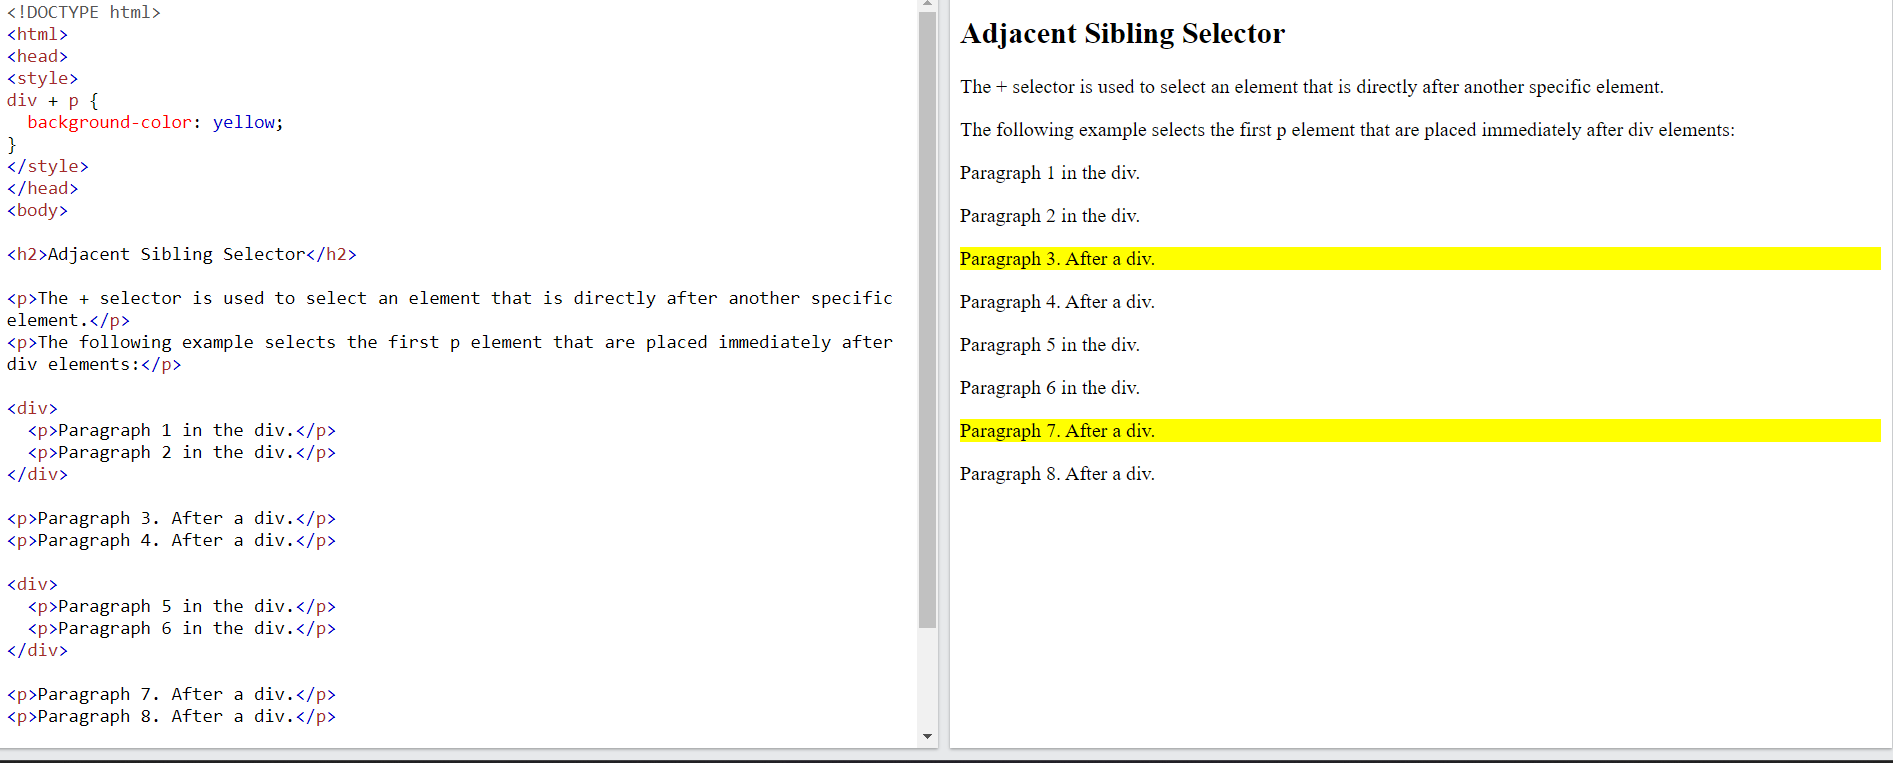 <!DOCTYPE html>
<html>
<head>
<style>
div + p {
  background-color: yellow;
}
</style>
</head>
<body>

<h2>Adjacent Sibling Selector</h2>

<p>The + selector is used to select an element that is directly after another specific
element.</p>
<p>The following example selects the first p element that are placed immediately after
div elements:</p>

<div>
  <p>Paragraph 1 in the div.</p>
  <p>Paragraph 2 in the div.</p>
</div>

<p>Paragraph 3. After a div.</p>
<p>Paragraph 4. After a div.</p>

<div>
  <p>Paragraph 5 in the div.</p>
  <p>Paragraph 6 in the div.</p>
</div>

<p>Paragraph 7. After a div.</p>
<p>Paragraph 8. After a div.</p>

Adjacent Sibling Selector
The + selector is used to select an element that is directly after another specific element.
The following example selects the first p element that are placed immediately after div elements:
Paragraph 1 in the div.
Paragraph 2 in the div.
Paragraph 3. After a div.
Paragraph 4. After a div.
Paragraph 5 in the div.
Paragraph 6 in the div.
Paragraph 7. After a div.
Paragraph 8. After a div.